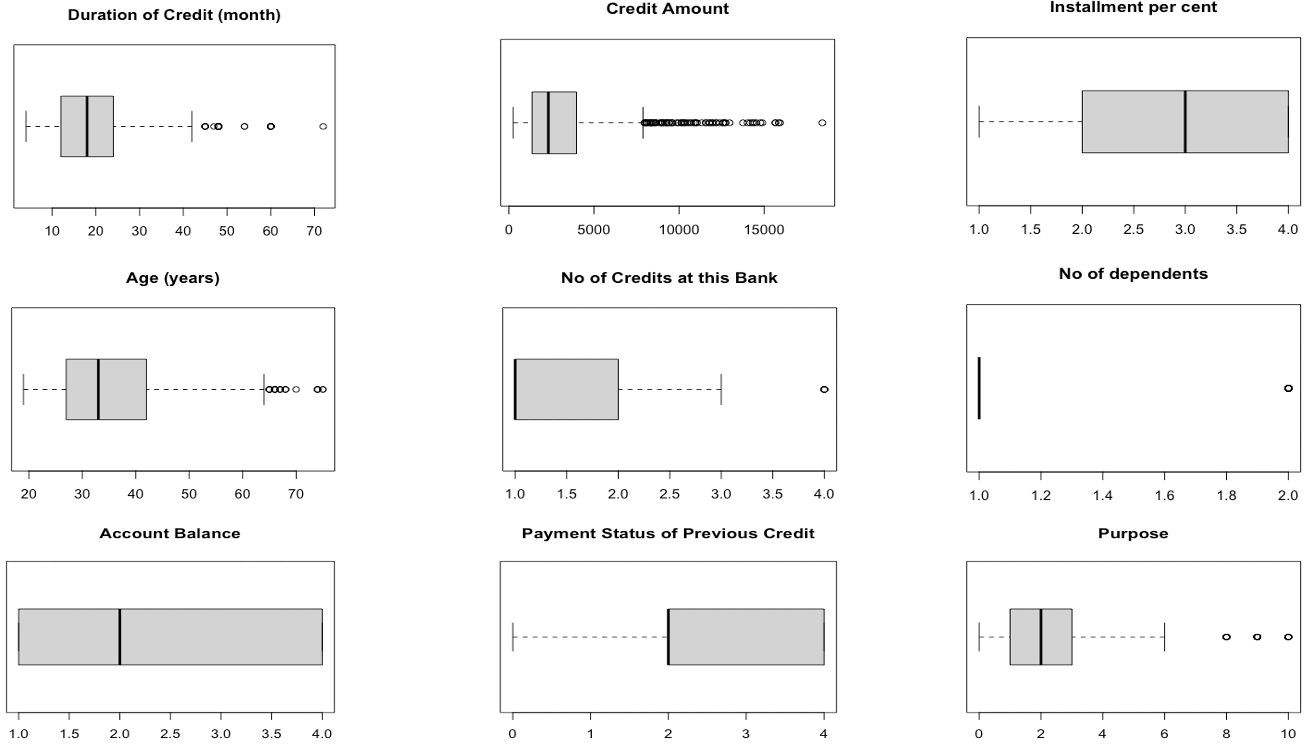 Duration of Credit (month)
10 20 30 40 50 60 70
Credit Amount
0 5000 10000 15000
Installment per cent
1.0 1.5 2.0 2.5 3.0 3.5 4.0
Age (years)
20 30 40 50 60 70
No of Credits at this Bank
1.0 1.5 2.0 2.5 3.0 3.5 4.0
No of dependents
1.0 1.2 1.4 1.6 1.8 2.0
Account Balance
1.0 1.5 2.0 2.5 3.0 3.5 4.0
Payment Status of Previous Credit
0 1 2 3 4
Purpose
0 2 4 6 8 10